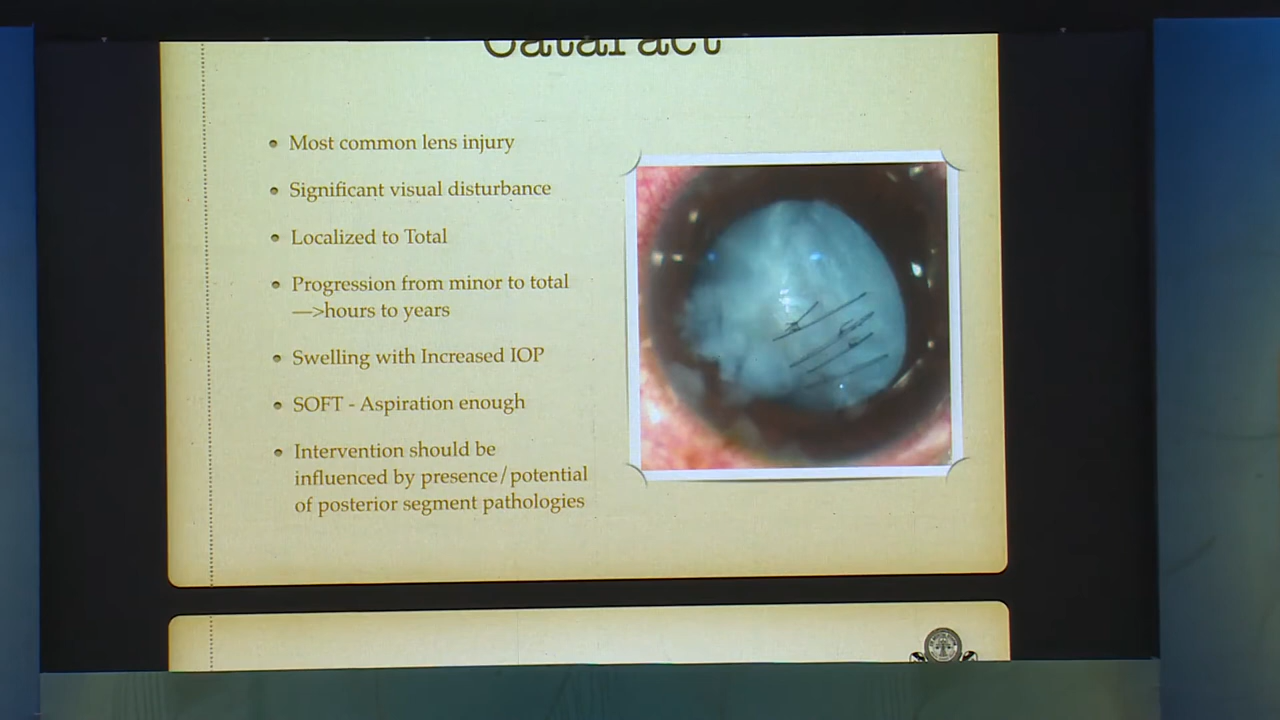 Cataract
Most common lens injury
Significant visual disturbance
Localized to Total
Progression from minor to total
—>hours to years
Swelling with Increased IOP
SOFT - Aspiration enough
Intervention should be
influenced by presence/potential
of posterior segment pathologies